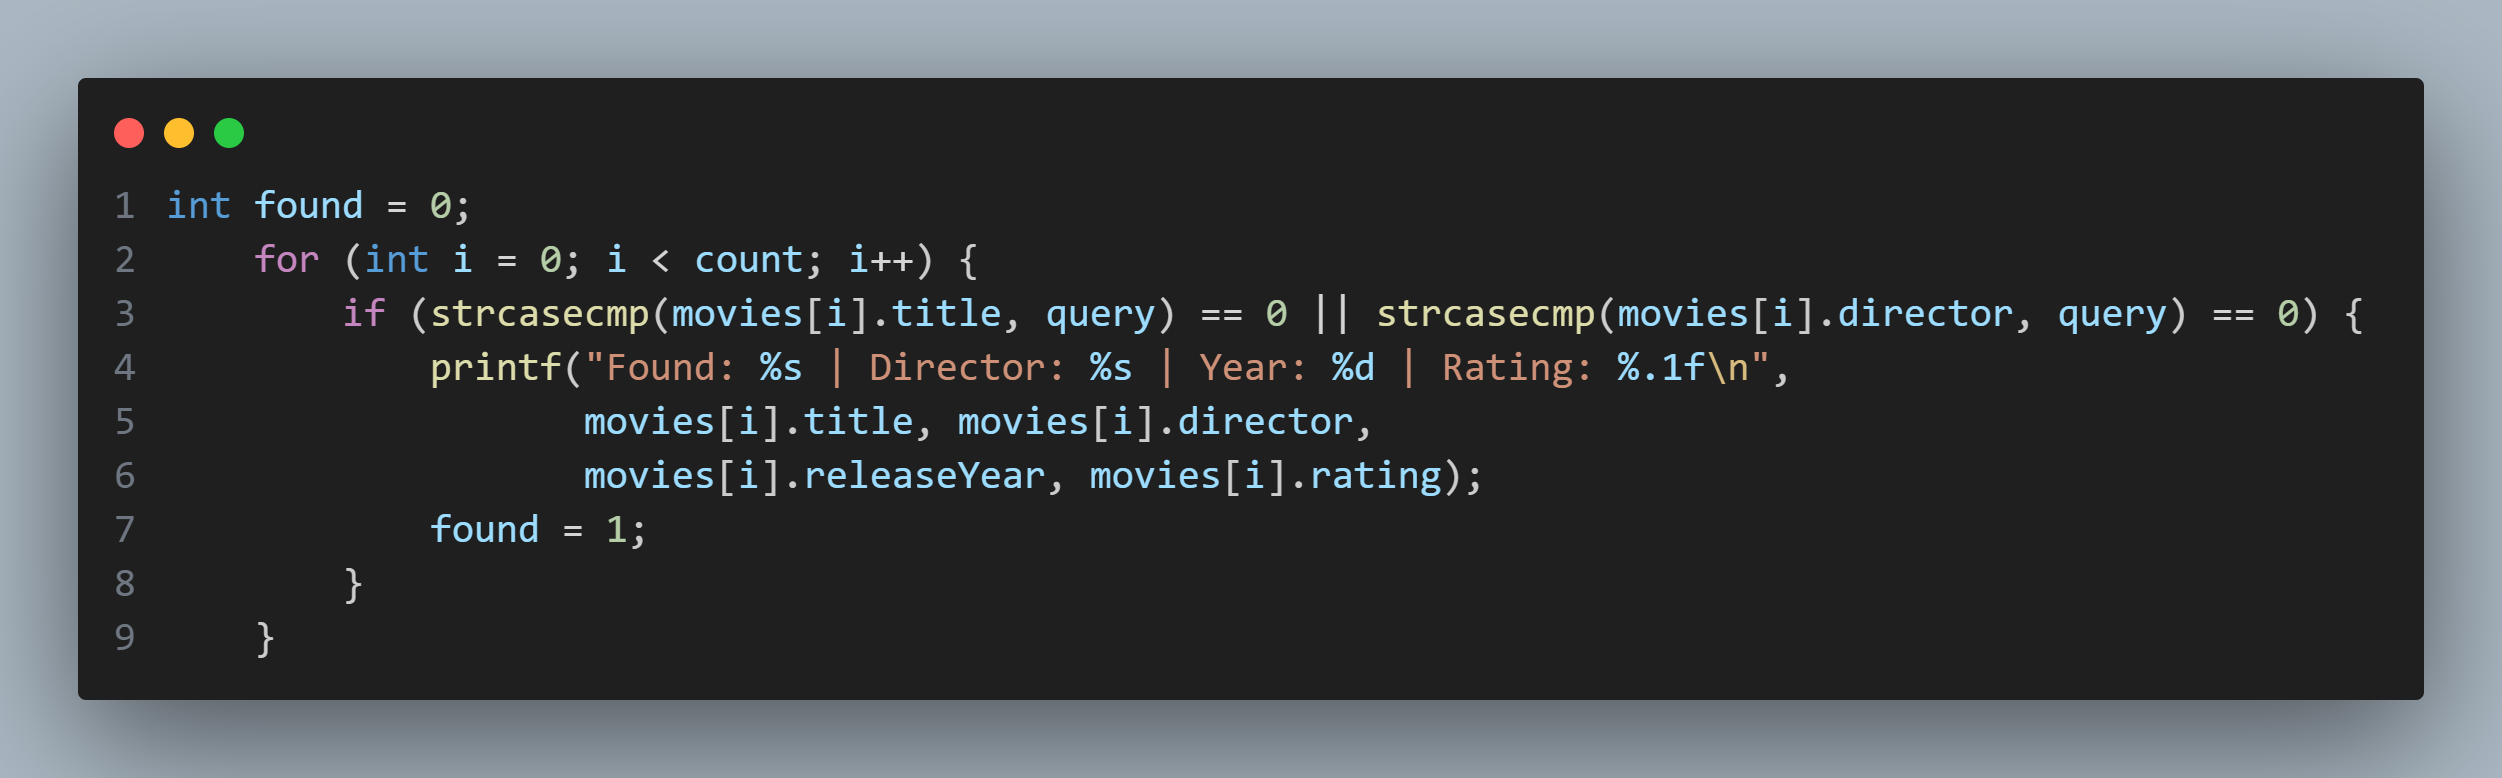 1 int found = 0;
2     for (int i = 0; i < count; i++) {
3         if (strcasecmp(movies[i].title, query) == 0 || strcasecmp(movies[i].director, query) == 0) {
4             printf("Found: %s | Director: %s | Year: %d | Rating: %.1f\n",
5                    movies[i].title, movies[i].director,
6                    movies[i].releaseYear, movies[i].rating);
7             found = 1;
8         }
9     }